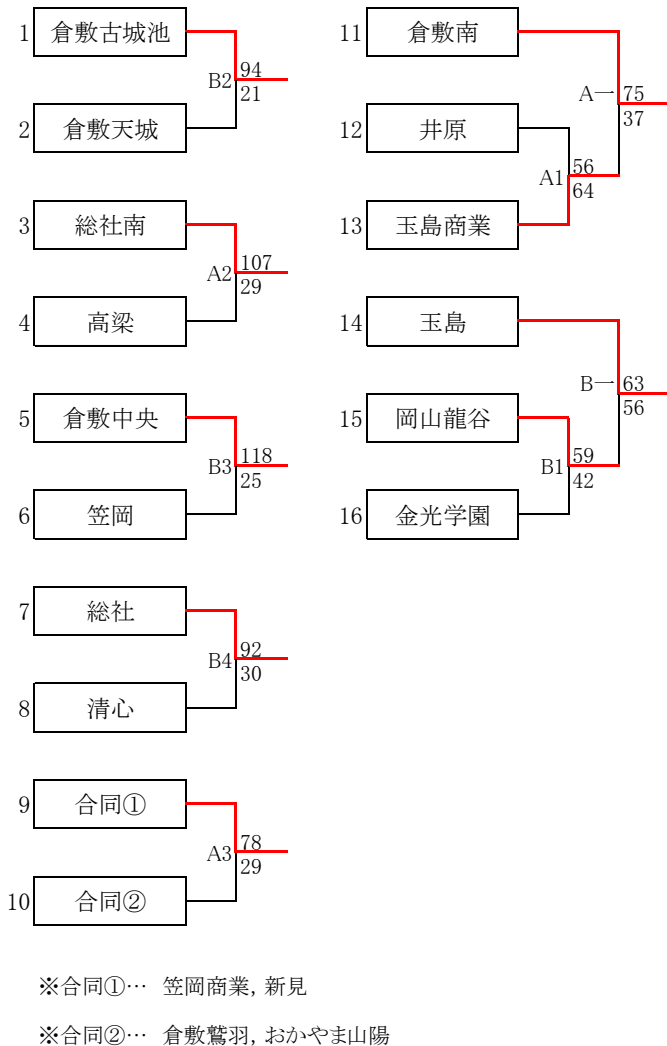 1 倉敷古城池
B2 94
21
2 倉敷天城
3 総社南
A2 107
29
4 高梁
5 倉敷中央
B3 118
25
6 笠岡
7 総社
B4 92
30
8 清心
9 合同①
A3 78
29
10 合同②
11 倉敷南
A一 75
37
12 井原
A1 56
64
13 玉島商業
14 玉島
B一 63
56
15 岡山龍谷
B1 59
42
16 金光学園
※合同①… 笠岡商業, 新見
※合同②… 倉敷鷲羽, おかやま山陽